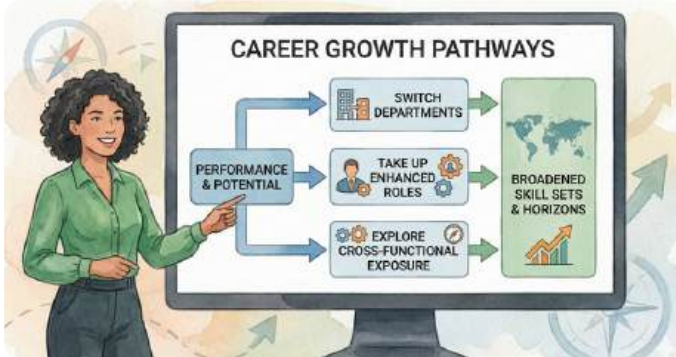 CAREER GROWTH PATHWAYS
PERFORMANCE
& POTENTIAL
SWITCH
DEPARTMENTS
TAKE UP
ENHANCED
ROLES
EXPLORE
CROSS-FUNCTIONAL
EXPOSURE
BROADENED
SKILL SETS
& HORIZONS